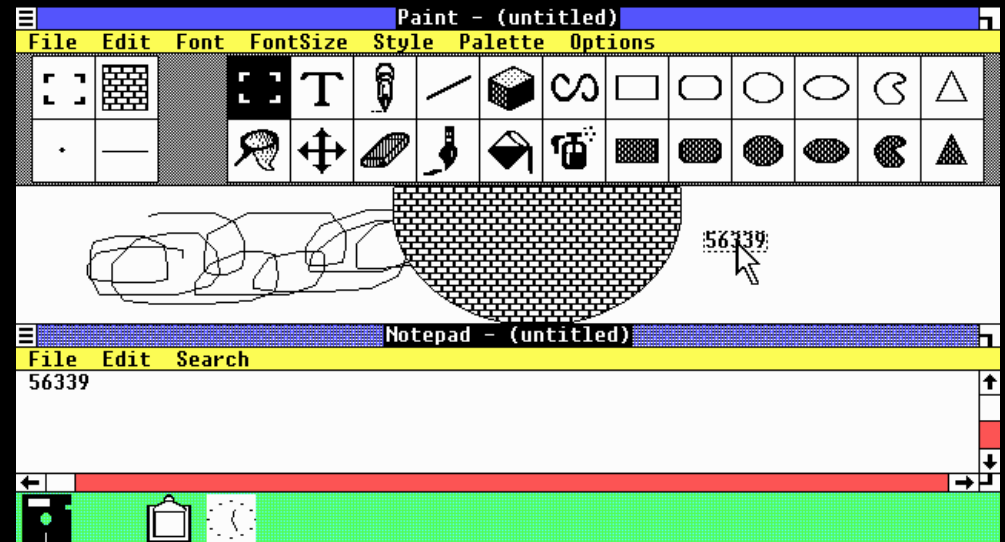 Paint - (untitled)
File Edit Font FontSize Style Palette Options
T
56339
Notepad - (untitled)
File Edit Search
56339